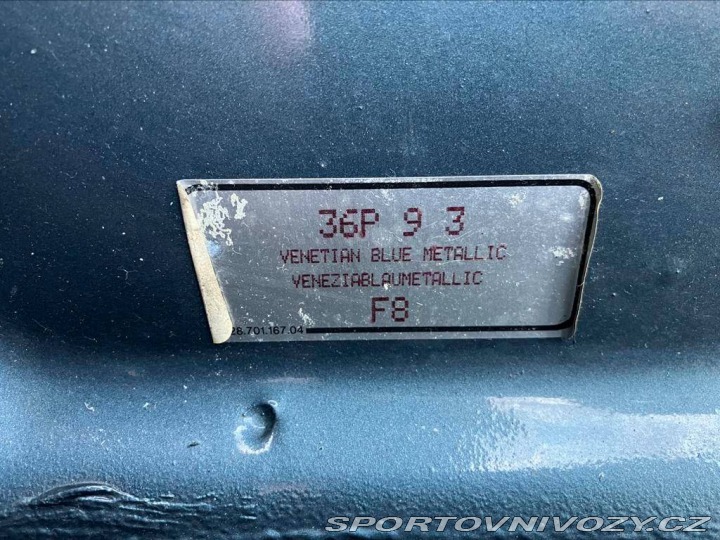 36P 9 3
VENETIAN BLUE METALLIC
VENEZIABLAUMETALLIC
F8
28.701.167.04
SPORTOVNIVOZY.CZ